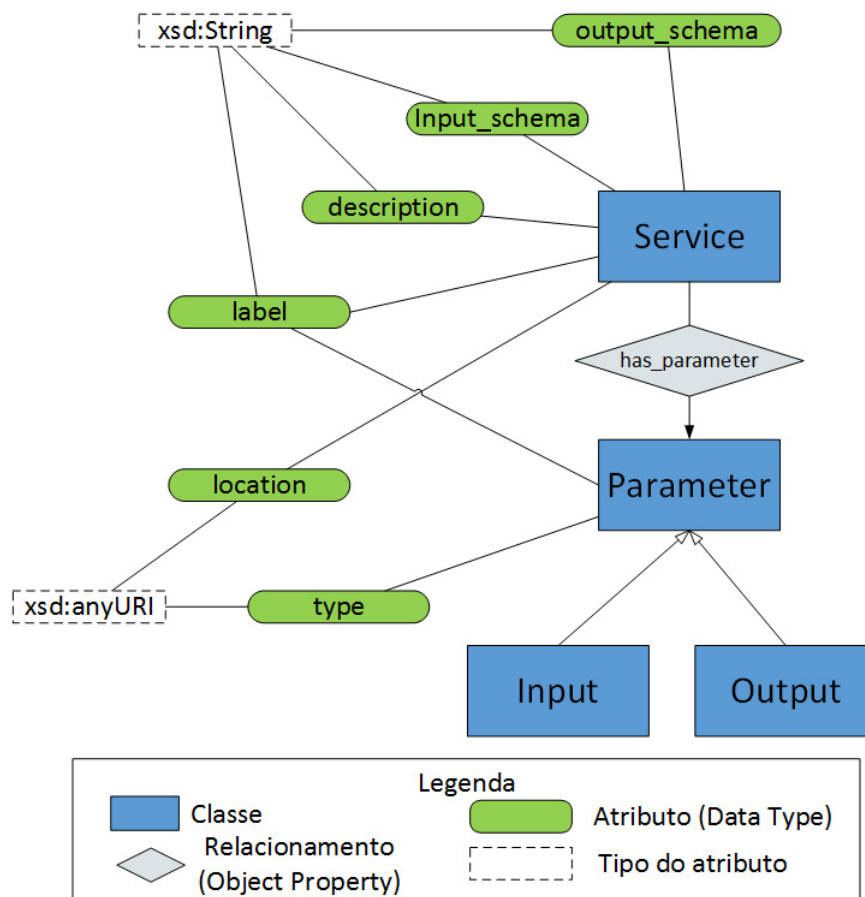 xsd:String
output_schema
Input_schema
description
Service
label
has_parameter
location
Parameter
xsd:anyURI
type
Input
Output
Legenda
Classe
Atributo (Data Type)
Relacionamento
(Object Property)
Tipo do atributo